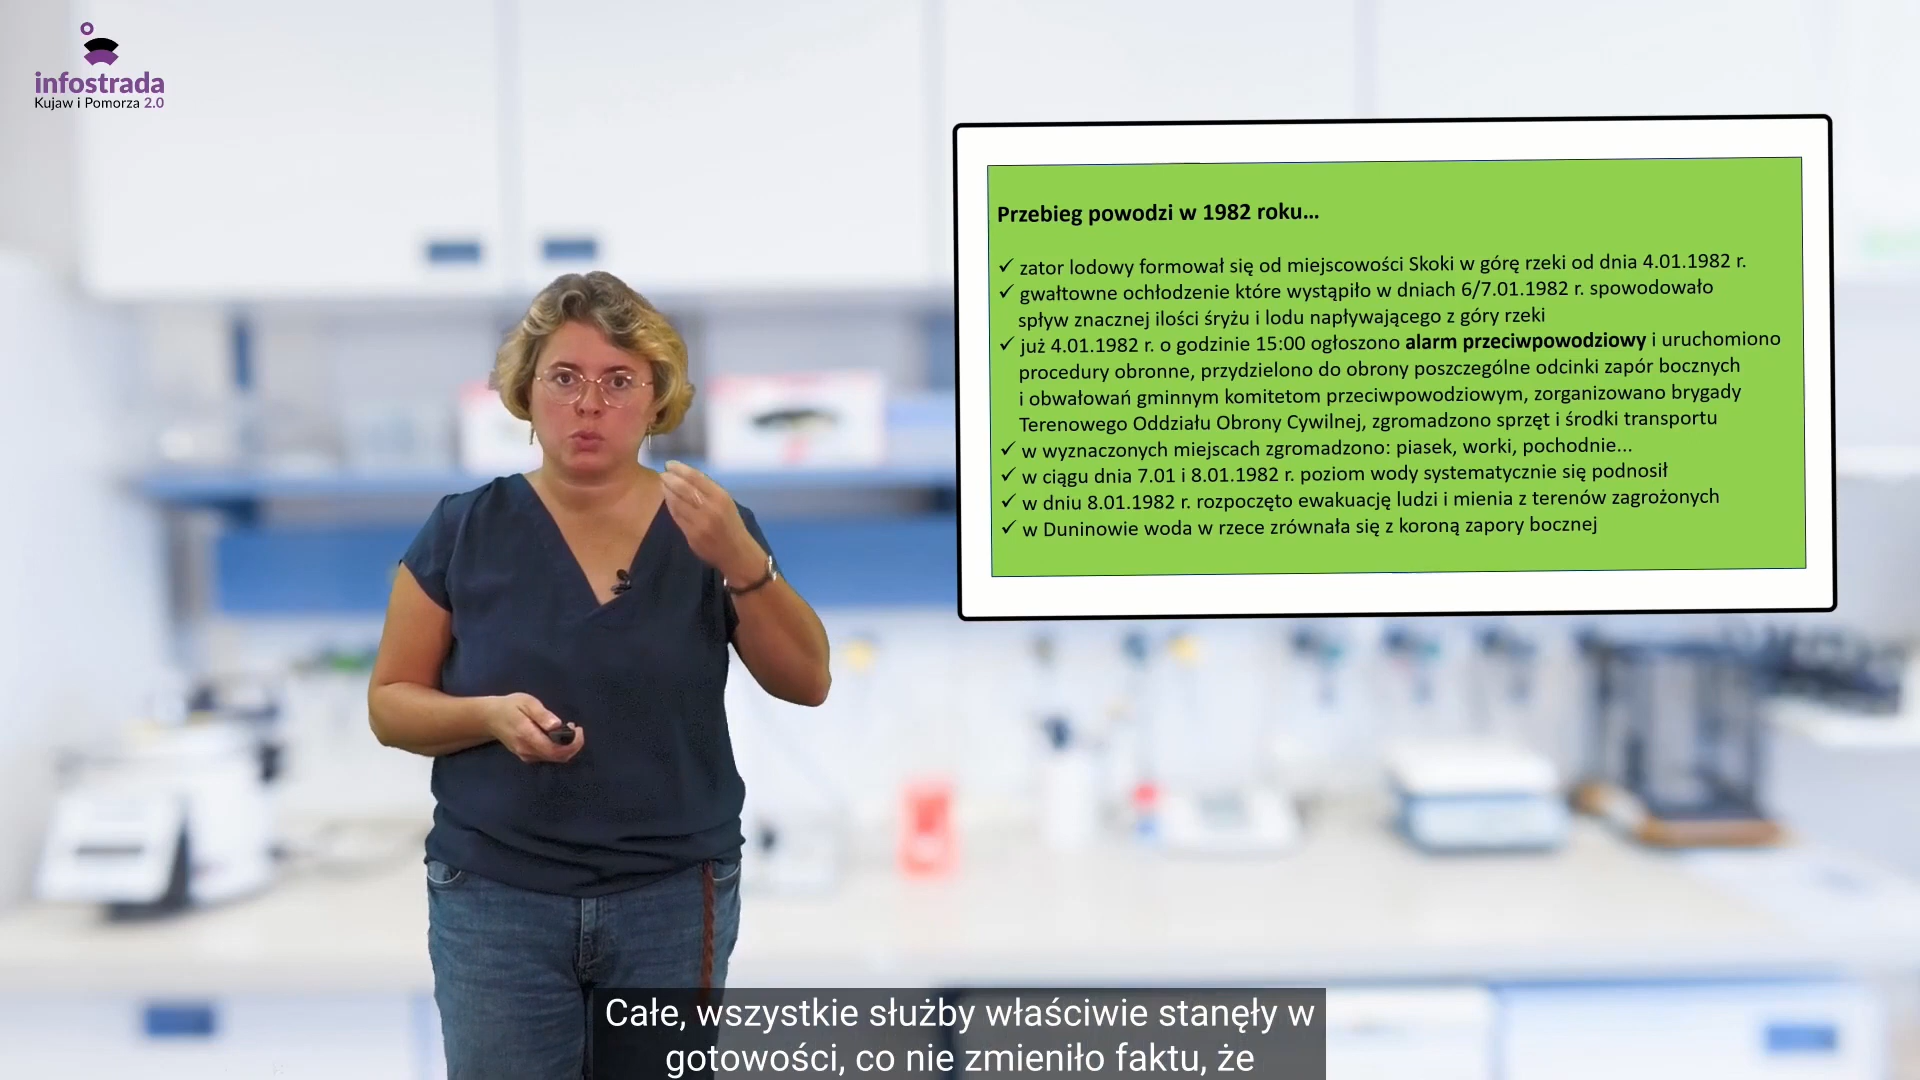 infostrada
Kujaw i Pomorza 2.0
Przebieg powodzi w 1982 roku...
✓ zator lodowy formował się od miejscowości Skoki w górę rzeki od dnia 4.01.1982 r.
✓ gwałtowne ochłodzenie które wystąpiło w dniach 6/7.01.1982 r. spowodowało
spływ znacznej ilości śryżu i lodu napływającego z góry rzeki
✓ już 4.01.1982 r. o godzinie 15:00 ogłoszono alarm przeciwpowodziowy i uruchomiono
procedury obronne, przydzielono do obrony poszczególne odcinki zapór bocznych
i obwałowań gminnym komitetom przeciwpowodziowym, zorganizowano brygady
Terenowego Oddziału Obrony Cywilnej, zgromadzono sprzęt i środki transportu
✓ w wyznaczonych miejscach zgromadzono: piasek, worki, pochodnie...
✓ w ciągu dnia 7.01 i 8.01.1982 r. poziom wody systematycznie się podnosił
✓ w dniu 8.01.1982 r. rozpoczęto ewakuację ludzi i mienia z terenów zagrożonych
✓ w Duninowie woda w rzece zrównała się z koroną zapory bocznej
Całe, wszystkie służby właściwie stanęły w
gotowości, co nie zmieniło faktu, że